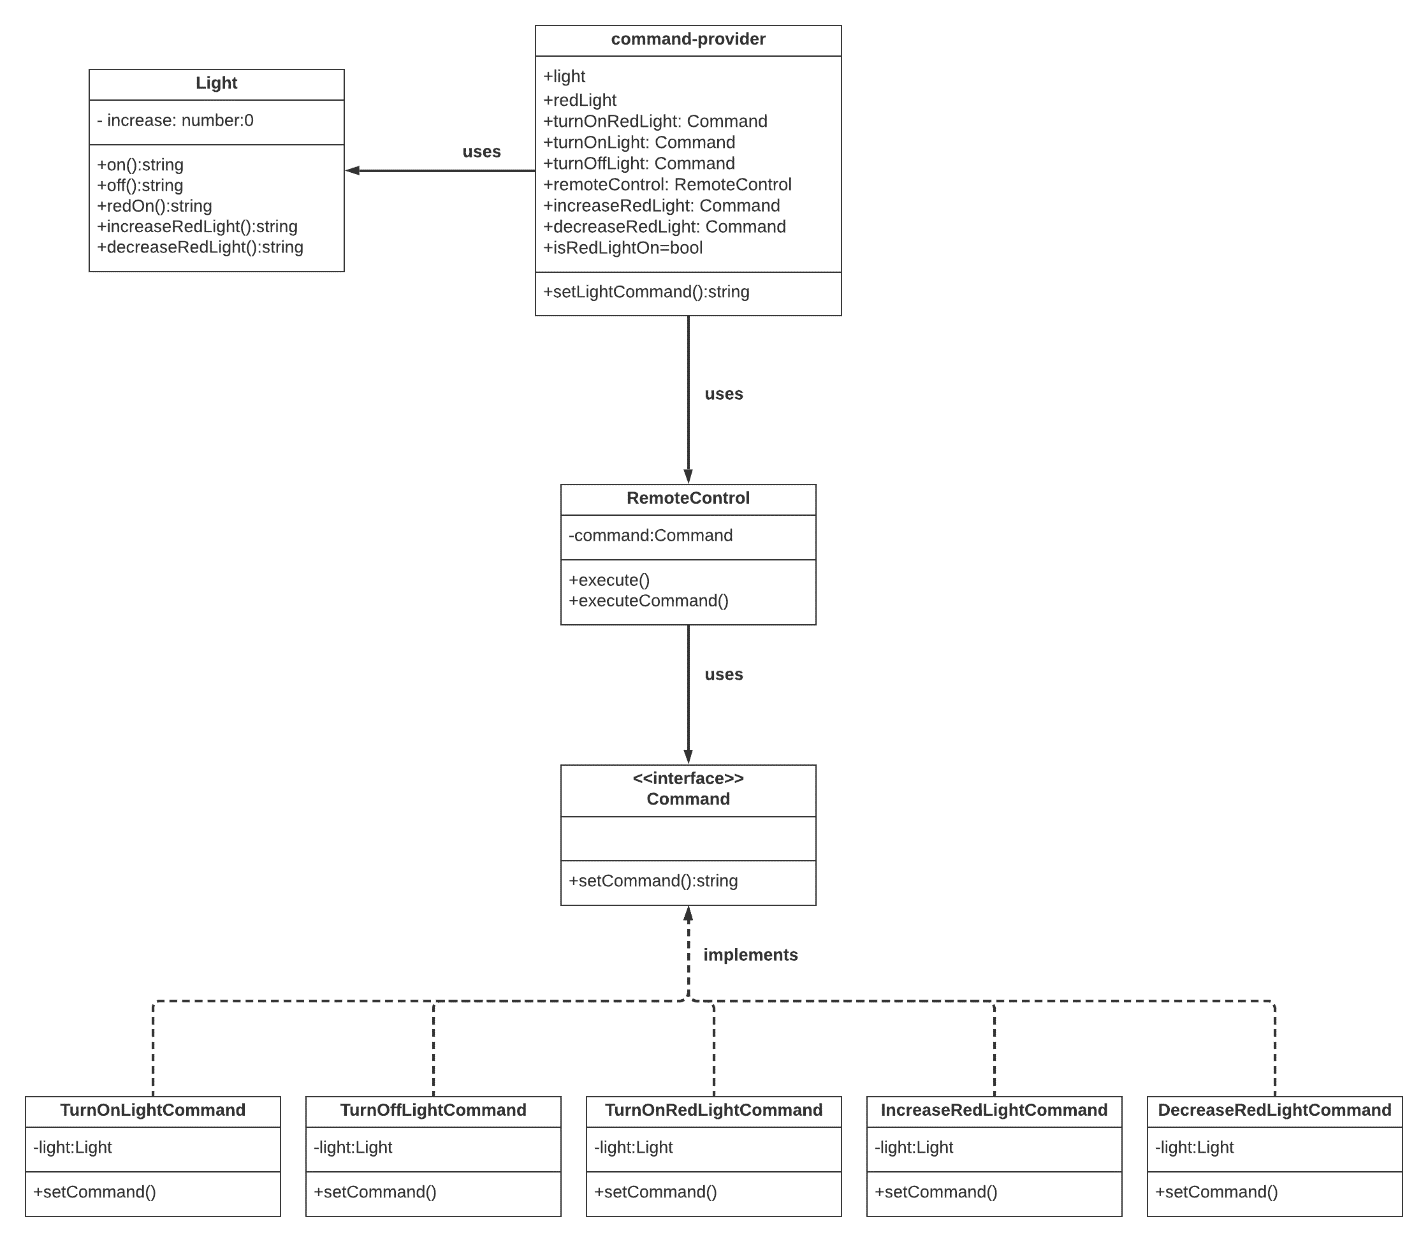 command-provider
+light
+redLight
+turnOnRedLight: Command
+turnOnLight: Command
+turnOffLight: Command
+remoteControl: RemoteControl
+increaseRedLight: Command
+decreaseRedLight: Command
+isRedLightOn=bool
+setLightCommand():string
Light
- increase: number:0
+on():string
+off():string
+redOn():string
+increaseRedLight():string
+decreaseRedLight():string
uses
uses
RemoteControl
-command:Command
+execute()
+executeCommand()
uses
<<interface>>
Command
+setCommand():string
implements
TurnOnLightCommand
-light:Light
+setCommand()
TurnOffLightCommand
-light:Light
+setCommand()
TurnOnRedLightCommand
-light:Light
+setCommand()
IncreaseRedLightCommand
-light:Light
+setCommand()
DecreaseRedLightCommand
-light:Light
+setCommand()